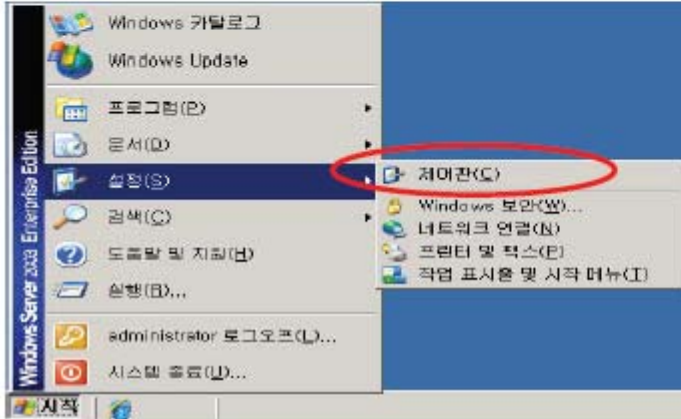 Windows 카탈로그
Windows Update
프로그램(P)
문서(D)
설정(S)
검색(C)
도움말 및 지원(H)
실행(R)...
administrator 로그오프(L)...
시스템 종료(U)...
Windows Server 2003 Enterprise Edition
제어판(C)
Windows 보안(W)...
네트워크 연결(N)
프린터 및 팩스(P)
작업 표시줄 및 시작 메뉴(T)
시작